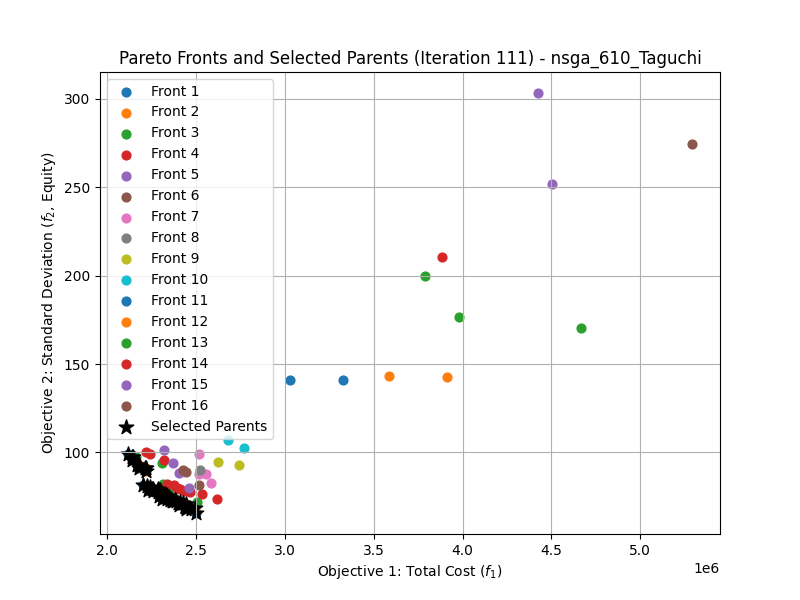 Pareto Fronts and Selected Parents (Iteration 111) - nsga_610_Taguchi
Objective 2: Standard Deviation (f₂, Equity)
300
250
200
150
100
Front 1
Front 2
Front 3
Front 4
Front 5
Front 6
Front 7
Front 8
Front 9
Front 10
Front 11
Front 12
Front 13
Front 14
Front 15
Front 16
Selected Parents
2.0 2.5 3.0 3.5 4.0 4.5 5.0
1e6
Objective 1: Total Cost (f₁)